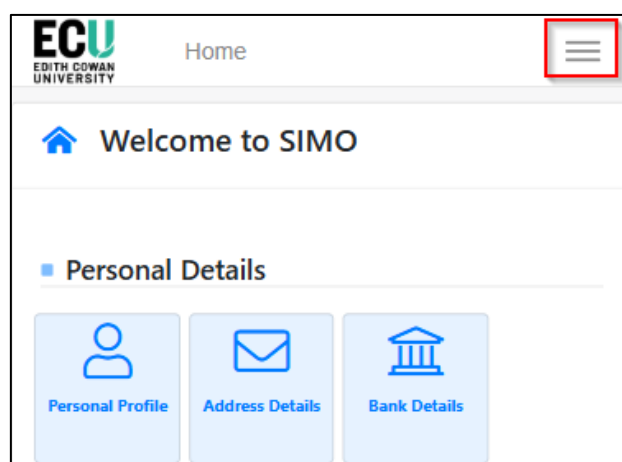 ECU
EDITH COWAN
UNIVERSITY
Home
Welcome to SIMO
Personal Details
Personal Profile
Address Details
Bank Details